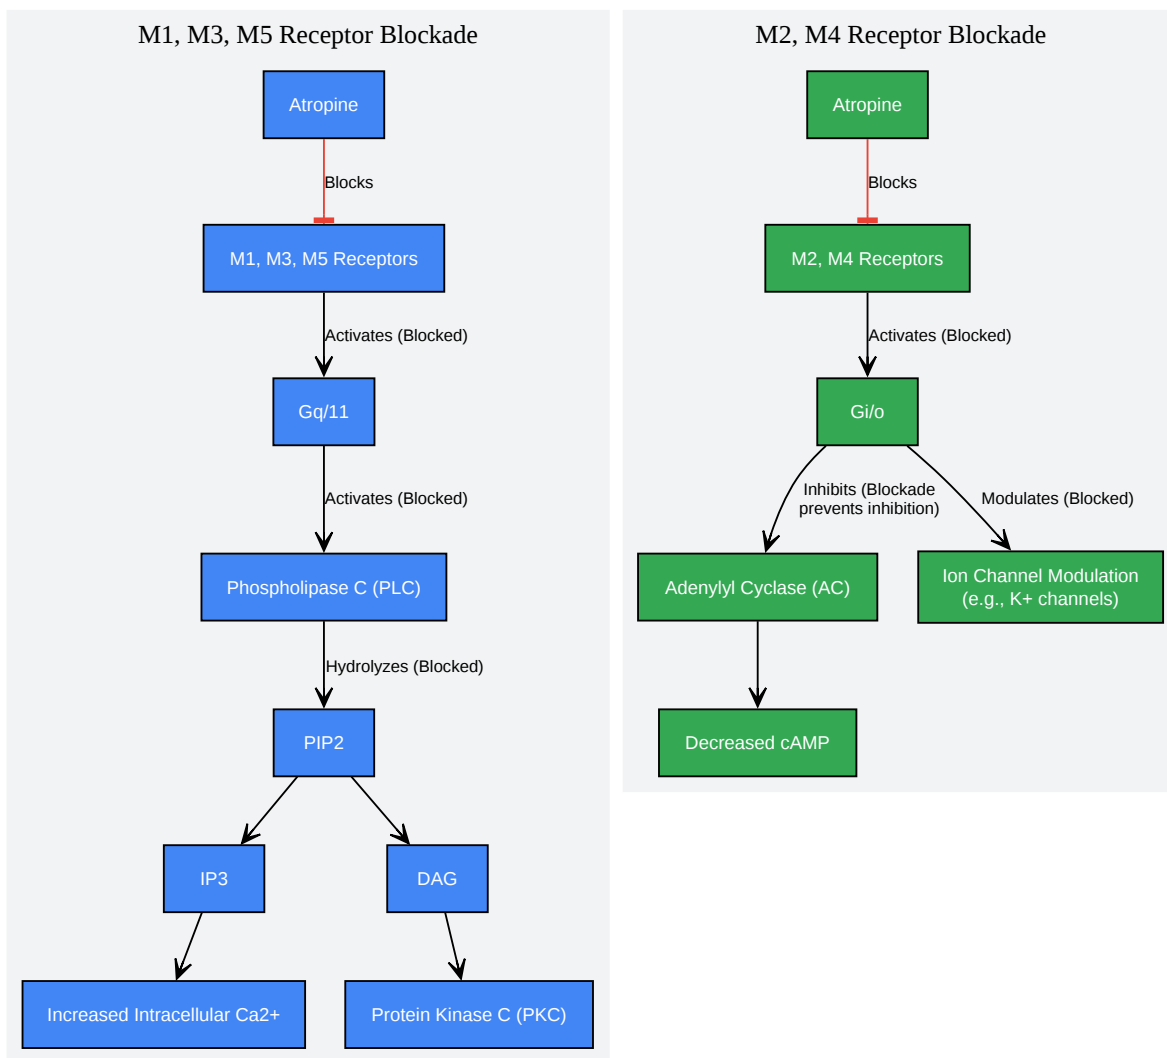 M1, M3, M5 Receptor Blockade
Atropine
Blocks
M1, M3, M5 Receptors
Activates (Blocked)
Gq/11
Activates (Blocked)
Phospholipase C (PLC)
Hydrolyzes (Blocked)
PIP2
IP3
DAG
Increased Intracellular Ca2+
Protein Kinase C (PKC)
M2, M4 Receptor Blockade
Atropine
Blocks
M2, M4 Receptors
Activates (Blocked)
Gi/o
Inhibits (Blockade
prevents inhibition)
Modulates (Blocked)
Adenylyl Cyclase (AC)
Ion Channel Modulation
(e.g., K+ channels)
Decreased cAMP